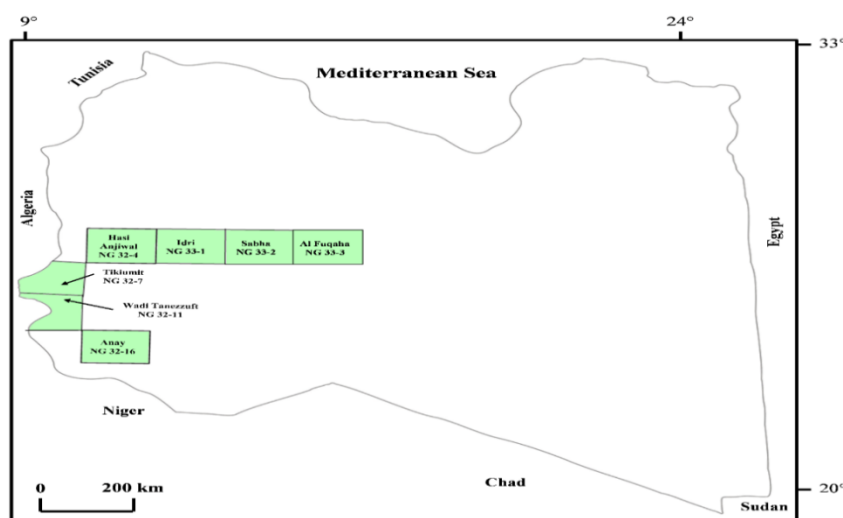 9°
24°
33°
Tunisia
Mediterranean Sea
Algeria
Egypt
Hasi
Anjiwal
NG 32-4
Idri
NG 33-1
Sabha
NG 33-2
Al Fuqaha
NG 33-3
Tikiumit
NG 32-7
Wadi Tanezzuft
NG 32-11
Anay
NG 32-16
Niger
Chad
0
200 km
20°
Sudan